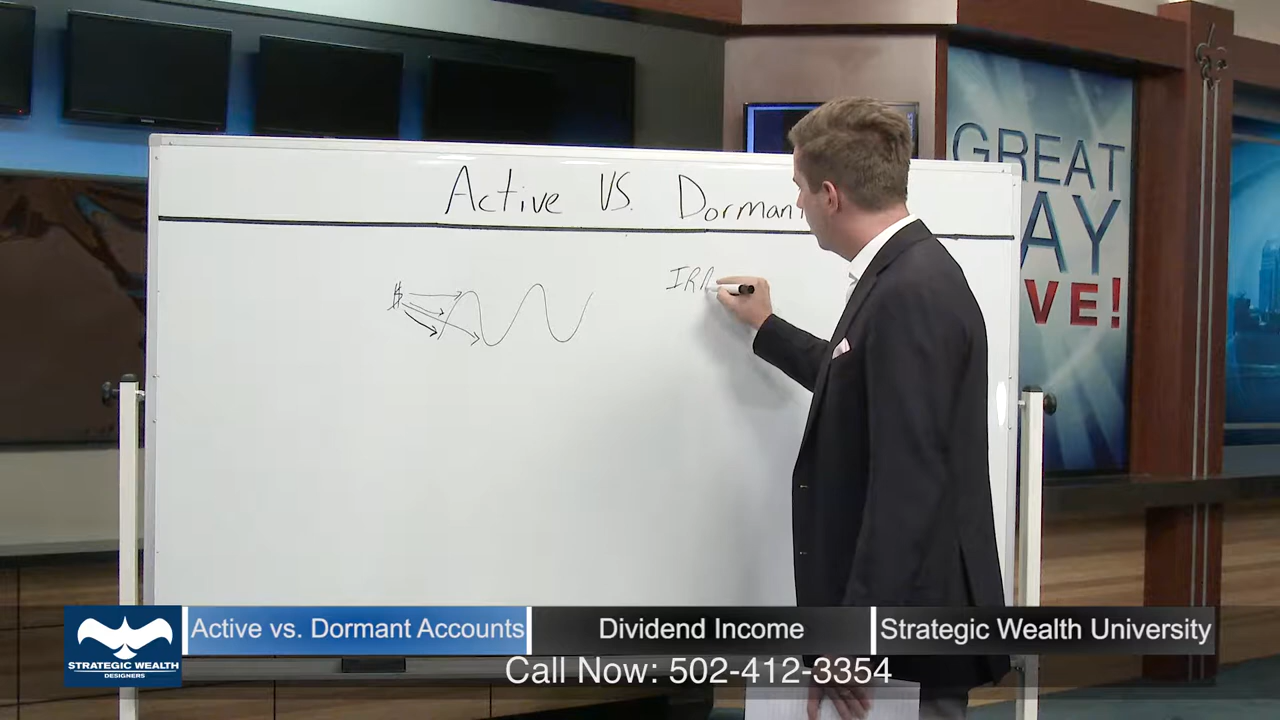 Active VS. Dormant
GREAT
AY
VE!
$
IRA
STRATEGIC WEALTH
DESIGNERS
Active vs. Dormant Accounts
Dividend Income
Strategic Wealth University
Call Now: 502-412-3354